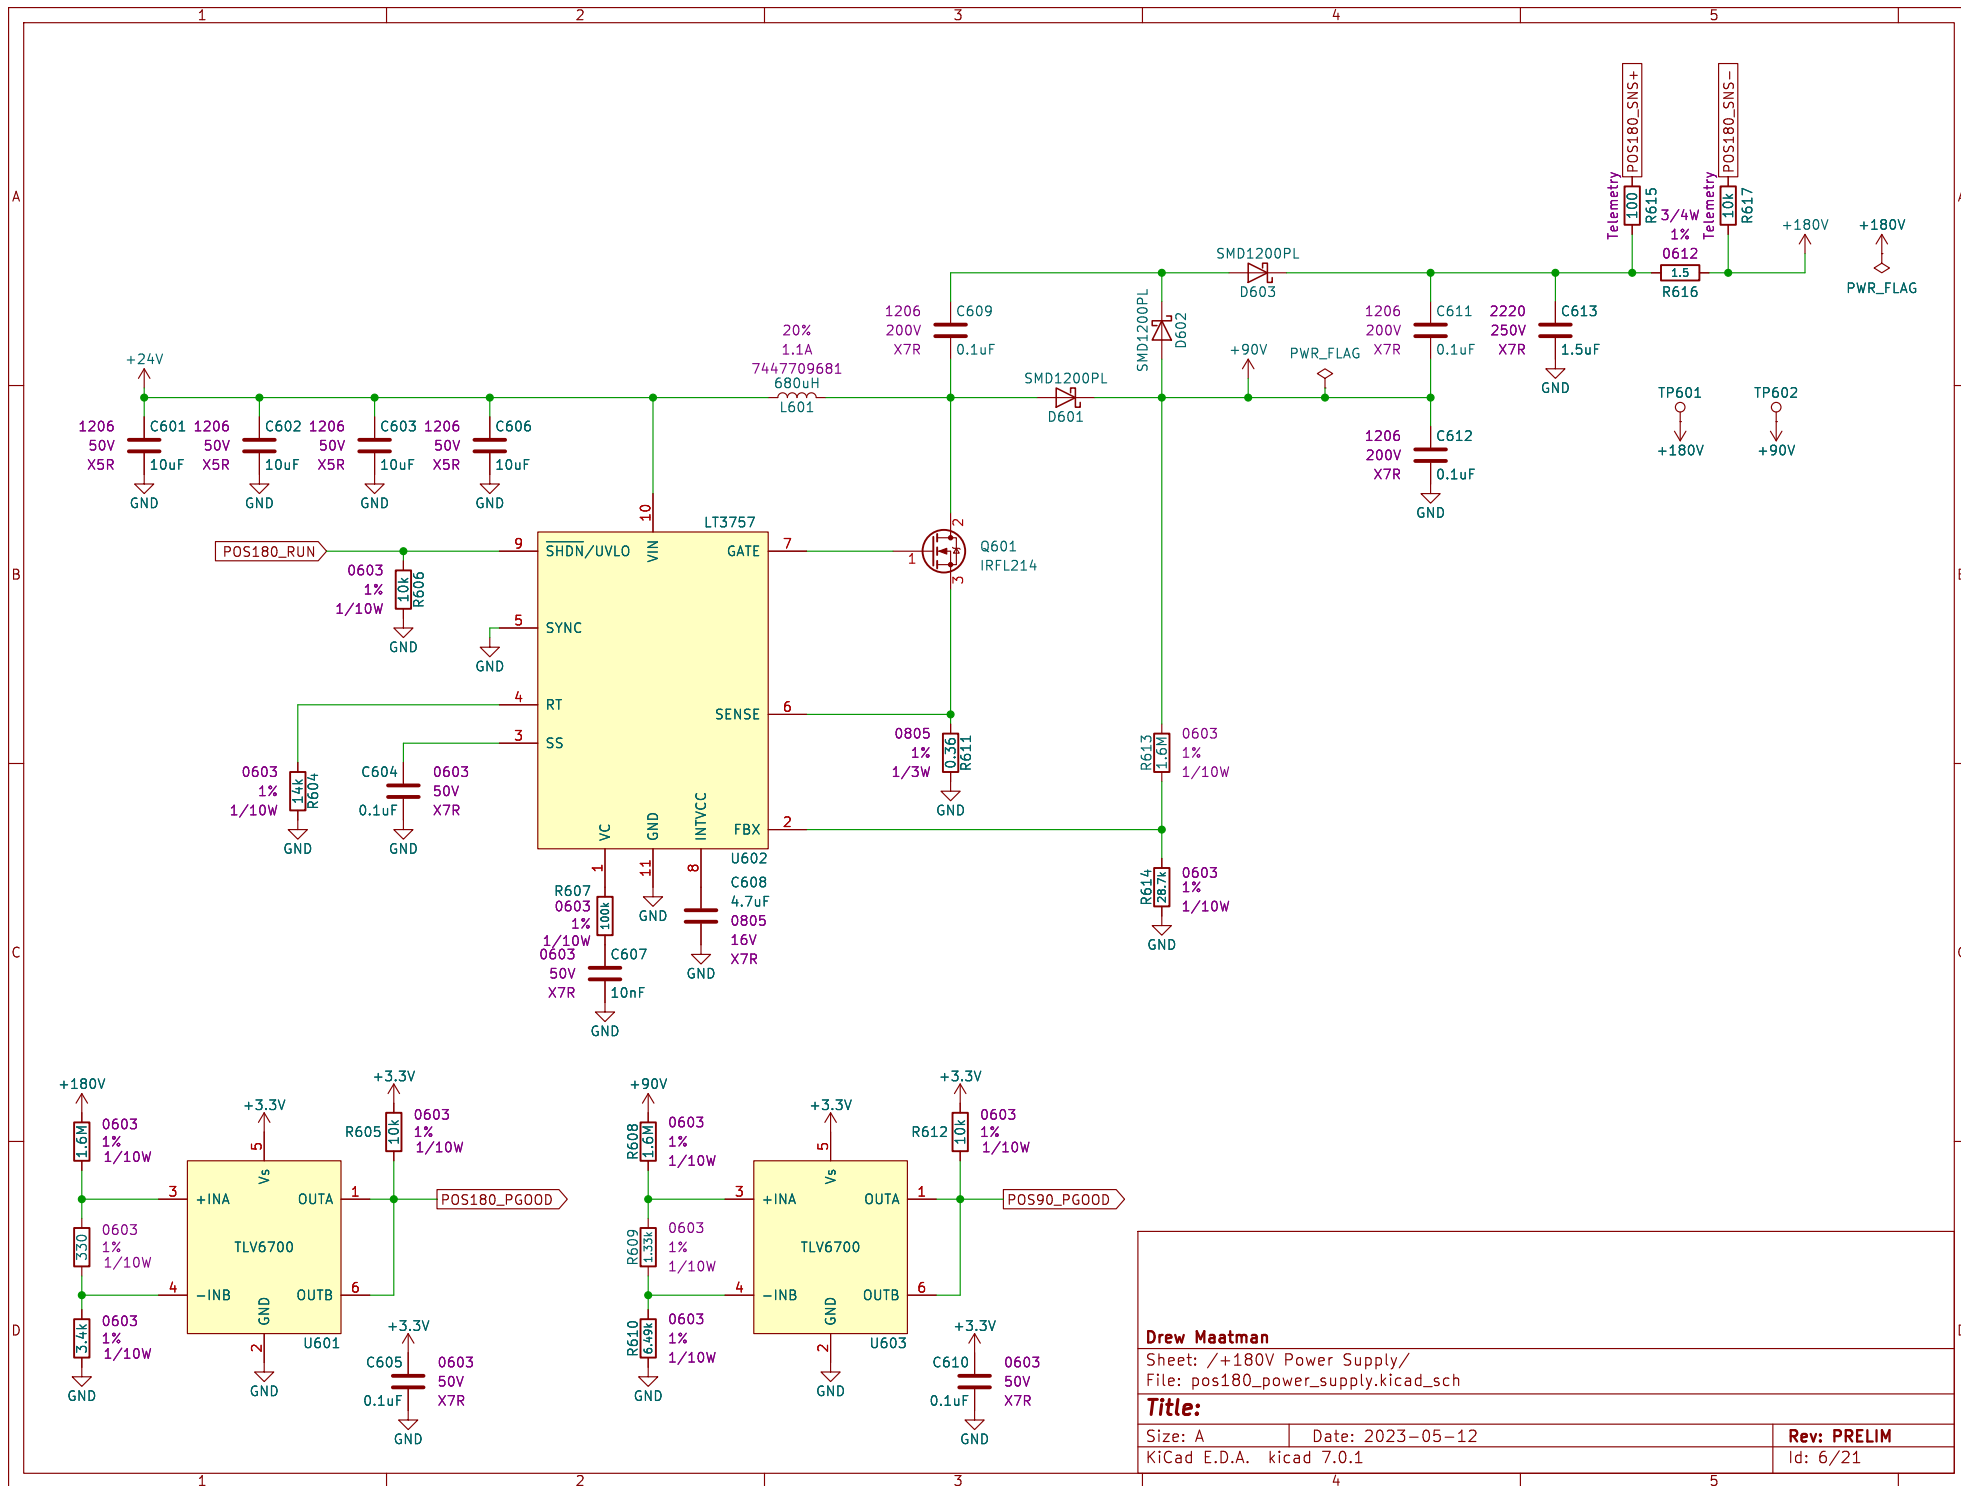 1 2 3 4 5
A
B
C
D
POS180_SNS+
POS180_SNS-
Telemetry
100
R615
3/4W
1%
0612
1.5
R616
Telemetry
10k
R617
+180V
+180V
PWR_FLAG
SMD1200PL
D603
SMD1200PL
D602
1206
200V
X7R
C609
0.1uF
1206
200V
X7R
C611
0.1uF
2220
250V
X7R
C613
1.5uF
GND
+90V
PWR_FLAG
20%
1.1A
7447709681
680uH
L601
SMD1200PL
D601
+24V
1206
50V
X5R
C601
10uF
GND
1206
50V
X5R
C602
10uF
GND
1206
50V
X5R
C603
10uF
GND
1206
50V
X5R
C606
10uF
GND
1206
200V
X7R
C612
0.1uF
GND
TP601
+180V
TP602
+90V
POS180_RUN
0603
1%
1/10W
10k
R606
GND
GND
LT3757
10
VIN
9
SHDN/UVLO
5
SYNC
4
RT
3
SS
GATE
7
SENSE
6
FBX
2
VC
1
GND
11
INTVCC
8
U602
1
2
3
Q601
IRFL214
0805
1%
1/3W
0.36
R611
GND
R613
1.6M
0603
1%
1/10W
R614
28.7k
0603
1%
1/10W
GND
0603
1%
1/10W
14k
R604
GND
C604
0.1uF
0603
50V
X7R
GND
R607
0603
1%
1/10W
100k
0603
50V
X7R
C607
10nF
GND
GND
C608
4.7uF
0805
16V
X7R
GND
+180V
1.6M
0603
1%
1/10W
330
0603
1%
1/10W
3.4k
0603
1%
1/10W
GND
+3.3V
5
Vs
3
+INA
4
-INB
TLV6700
OUTA
1
OUTB
6
GND
2
U601
GND
+3.3V
R605
10k
0603
1%
1/10W
POS180_PGOOD
+3.3V
C605
0.1uF
0603
50V
X7R
GND
+90V
R608
1.6M
0603
1%
1/10W
R609
1.33k
0603
1%
1/10W
R610
6.49k
0603
1%
1/10W
GND
+3.3V
5
Vs
3
+INA
4
-INB
TLV6700
OUTA
1
OUTB
6
GND
2
U603
GND
+3.3V
R612
10k
0603
1%
1/10W
POS90_PGOOD
+3.3V
C610
0.1uF
0603
50V
X7R
GND
Drew Maatman
Sheet: /+180V Power Supply/
File: pos180_power_supply.kicad_sch
Title:
Size: A
Date: 2023-05-12
Rev: PRELIM
KiCad E.D.A. kicad 7.0.1
Id: 6/21
1 2 3 4 5